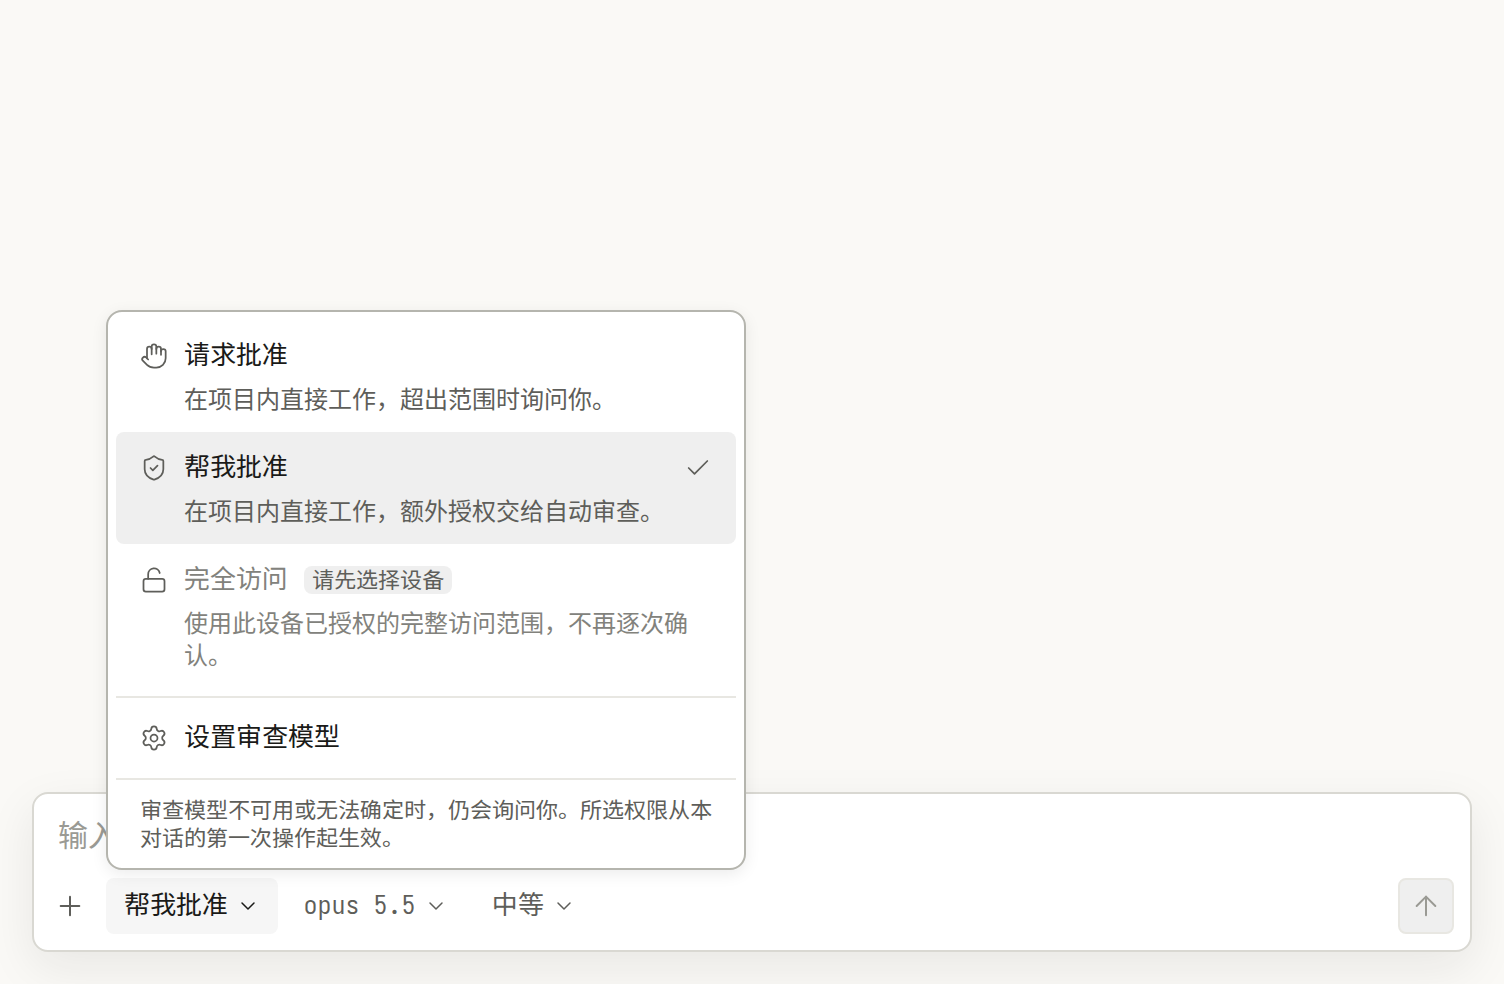 请求批准
在项目内直接工作，超出范围时询问你。
帮我批准
在项目内直接工作，额外授权交给自动审查。
完全访问 请先选择设备
使用此设备已授权的完整访问范围，不再逐次确
认。
设置审查模型
审查模型不可用或无法确定时，仍会询问你。所选权限从本
对话的第一次操作起生效。
输入
帮我批准 opus 5.5 中等